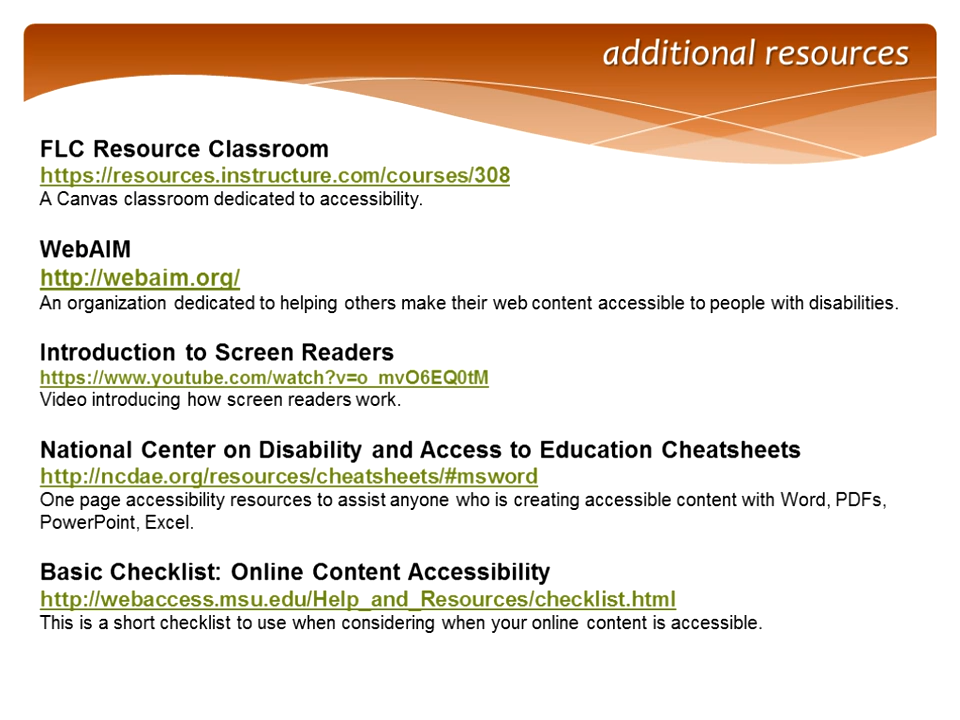 additional resources
FLC Resource Classroom
https://resources.instructure.com/courses/308
A Canvas classroom dedicated to accessibility.
WebAIM
http://webaim.org/
An organization dedicated to helping others make their web content accessible to people with disabilities.
Introduction to Screen Readers
https://www.youtube.com/watch?v=o_mvO6EQ0tM
Video introducing how screen readers work.
National Center on Disability and Access to Education Cheatsheets
http://ncdae.org/resources/cheatsheets/#msword
One page accessibility resources to assist anyone who is creating accessible content with Word, PDFs,
PowerPoint, Excel.
Basic Checklist: Online Content Accessibility
http://webaccess.msu.edu/Help_and_Resources/checklist.html
This is a short checklist to use when considering when your online content is accessible.